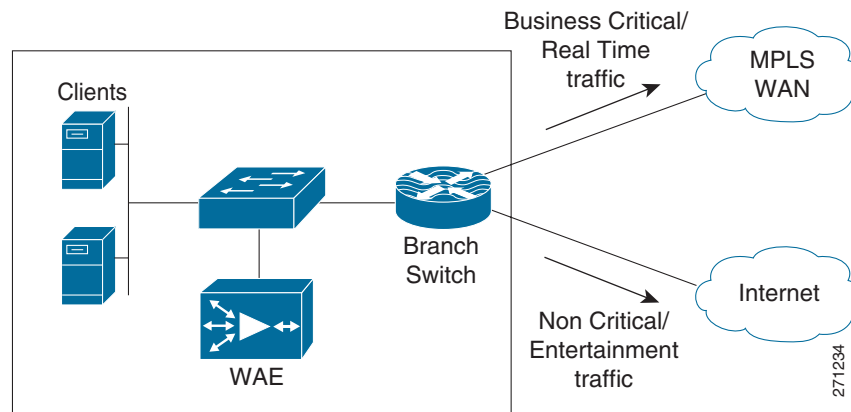 Business Critical/
Real Time
traffic
MPLS
WAN
Clients
Branch
Switch
WAE
Internet
Non Critical/
Entertainment
traffic
271234